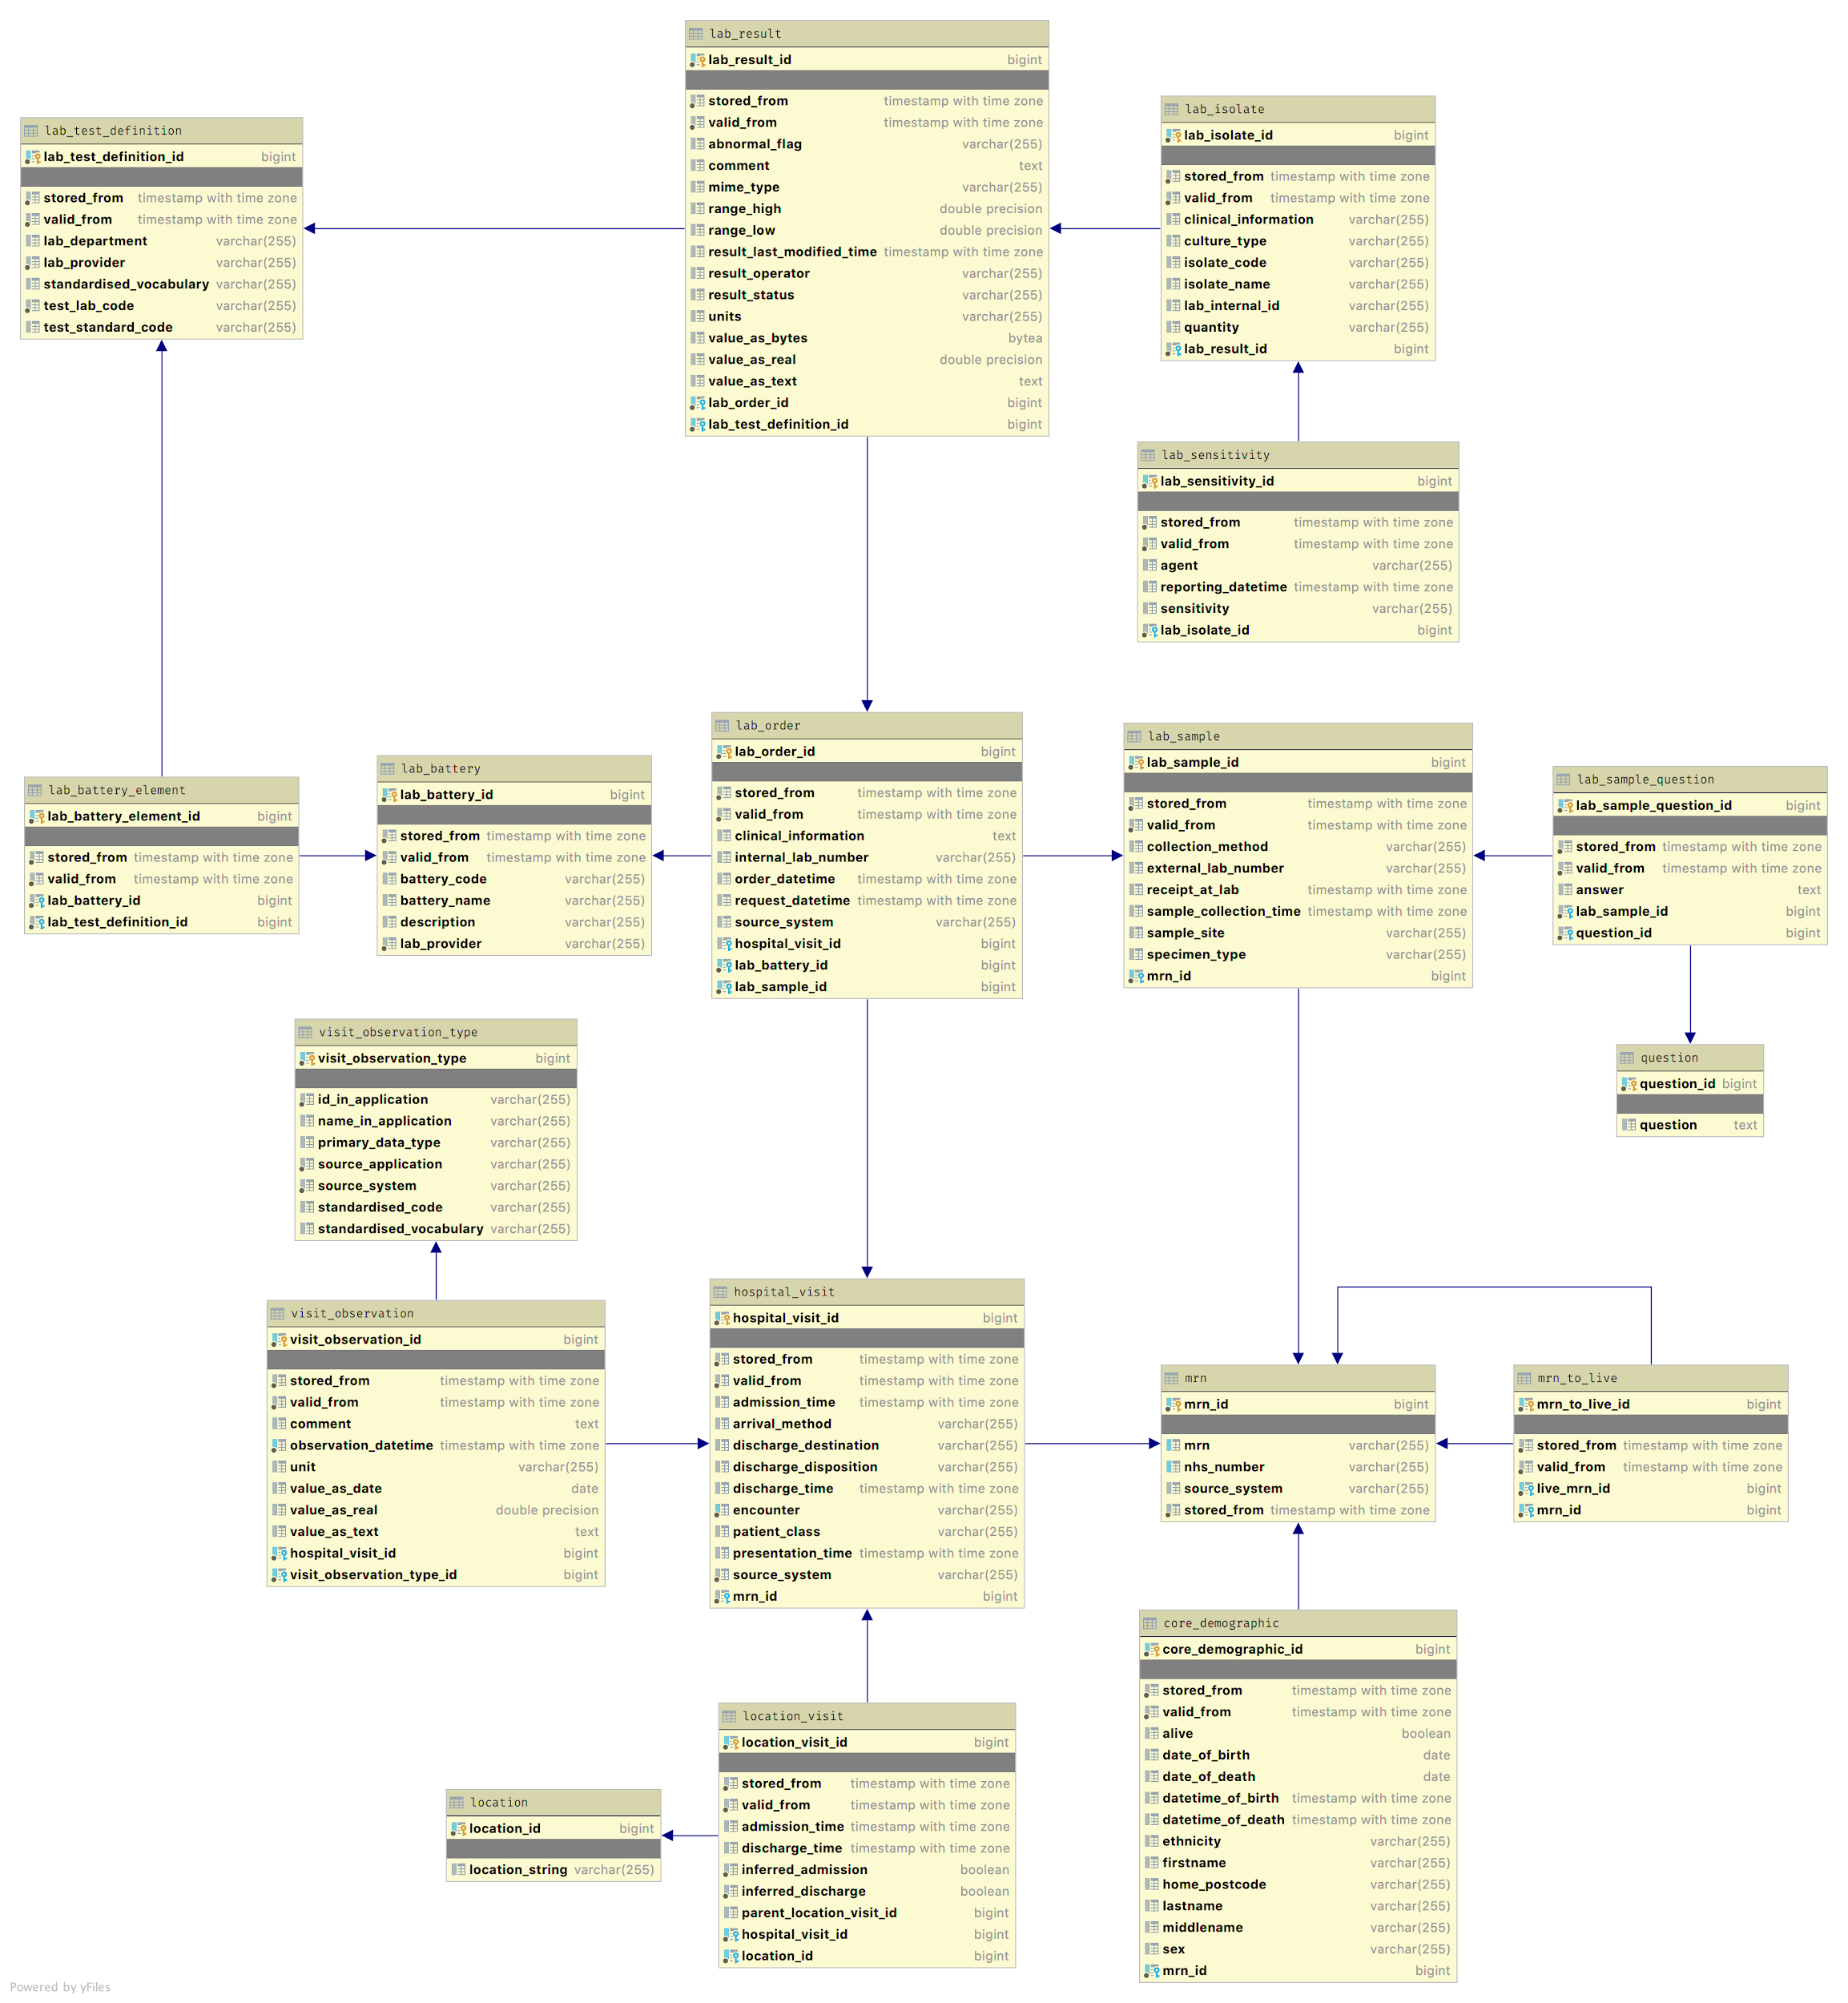 lab_result
lab_result_id bigint
stored_from timestamp with time zone
valid_from timestamp with time zone
abnormal_flag varchar(255)
comment text
mime_type varchar(255)
range_high double precision
range_low double precision
result_last_modified_time timestamp with time zone
result_operator varchar(255)
result_status varchar(255)
units varchar(255)
value_as_bytes bytea
value_as_real double precision
value_as_text text
lab_order_id bigint
lab_test_definition_id bigint
lab_test_definition
lab_test_definition_id bigint
stored_from timestamp with time zone
valid_from timestamp with time zone
lab_department varchar(255)
lab_provider varchar(255)
standardised_vocabulary varchar(255)
test_lab_code varchar(255)
test_standard_code varchar(255)
lab_isolate
lab_isolate_id bigint
stored_from timestamp with time zone
valid_from timestamp with time zone
clinical_information varchar(255)
culture_type varchar(255)
isolate_code varchar(255)
isolate_name varchar(255)
lab_internal_id varchar(255)
quantity varchar(255)
lab_result_id bigint
lab_sensitivity
lab_sensitivity_id bigint
stored_from timestamp with time zone
valid_from timestamp with time zone
agent varchar(255)
reporting_datetime timestamp with time zone
sensitivity varchar(255)
lab_isolate_id bigint
lab_battery_element
lab_battery_element_id bigint
stored_from timestamp with time zone
valid_from timestamp with time zone
lab_battery_id bigint
lab_test_definition_id bigint
lab_battery
lab_battery_id bigint
stored_from timestamp with time zone
valid_from timestamp with time zone
battery_code varchar(255)
battery_name varchar(255)
description varchar(255)
lab_provider varchar(255)
lab_order
lab_order_id bigint
stored_from timestamp with time zone
valid_from timestamp with time zone
clinical_information text
internal_lab_number varchar(255)
order_datetime timestamp with time zone
request_datetime timestamp with time zone
source_system varchar(255)
hospital_visit_id bigint
lab_battery_id bigint
lab_sample_id bigint
lab_sample
lab_sample_id bigint
stored_from timestamp with time zone
valid_from timestamp with time zone
collection_method varchar(255)
external_lab_number varchar(255)
receipt_at_lab timestamp with time zone
sample_collection_time timestamp with time zone
sample_site varchar(255)
specimen_type varchar(255)
mrn_id bigint
lab_sample_question
lab_sample_question_id bigint
stored_from timestamp with time zone
valid_from timestamp with time zone
answer text
lab_sample_id bigint
question_id bigint
question
question_id bigint
question text
visit_observation_type
visit_observation_type bigint
id_in_application varchar(255)
name_in_application varchar(255)
primary_data_type varchar(255)
source_application varchar(255)
source_system varchar(255)
standardised_code varchar(255)
standardised_vocabulary varchar(255)
visit_observation
visit_observation_id bigint
stored_from timestamp with time zone
valid_from timestamp with time zone
comment text
observation_datetime timestamp with time zone
unit varchar(255)
value_as_date date
value_as_real double precision
value_as_text text
hospital_visit_id bigint
visit_observation_type_id bigint
hospital_visit
hospital_visit_id bigint
stored_from timestamp with time zone
valid_from timestamp with time zone
admission_time timestamp with time zone
arrival_method varchar(255)
discharge_destination varchar(255)
discharge_disposition varchar(255)
discharge_time timestamp with time zone
encounter varchar(255)
patient_class varchar(255)
presentation_time timestamp with time zone
source_system varchar(255)
mrn_id bigint
mrn
mrn_id bigint
mrn varchar(255)
nhs_number varchar(255)
source_system varchar(255)
stored_from timestamp with time zone
mrn_to_live
mrn_to_live_id bigint
stored_from timestamp with time zone
valid_from timestamp with time zone
live_mrn_id bigint
mrn_id bigint
core_demographic
core_demographic_id bigint
stored_from timestamp with time zone
valid_from timestamp with time zone
alive boolean
date_of_birth date
date_of_death date
datetime_of_birth timestamp with time zone
datetime_of_death timestamp with time zone
ethnicity varchar(255)
firstname varchar(255)
home_postcode varchar(255)
lastname varchar(255)
middlename varchar(255)
sex varchar(255)
mrn_id bigint
location_visit
location_visit_id bigint
stored_from timestamp with time zone
valid_from timestamp with time zone
admission_time timestamp with time zone
discharge_time timestamp with time zone
inferred_admission boolean
inferred_discharge boolean
parent_location_visit_id bigint
hospital_visit_id bigint
location_id bigint
location
location_id bigint
location_string varchar(255)
Powered by yFiles